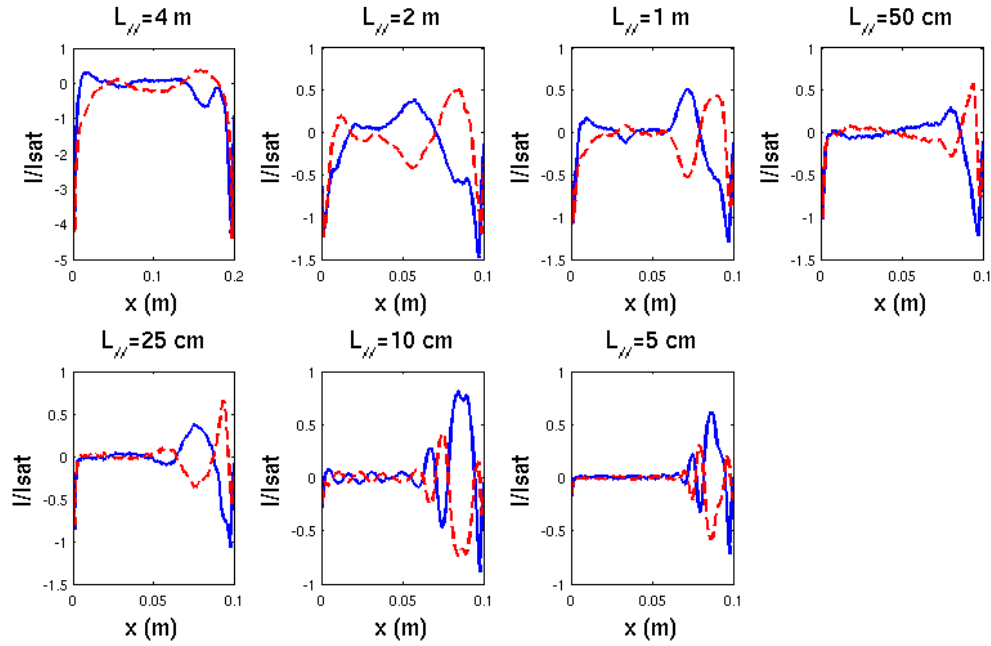 L//=4 m
L//=2 m
L//=1 m
L//=50 cm
I/Isat
1
0
-1
-2
-3
-4
-5
0
0.1
0.2
x (m)
I/Isat
1
0.5
0
-0.5
-1
-1.5
0
0.05
0.1
x (m)
I/Isat
1
0.5
0
-0.5
-1
-1.5
0
0.05
0.1
x (m)
I/Isat
1
0.5
0
-0.5
-1
-1.5
0
0.05
0.1
x (m)
L//=25 cm
L//=10 cm
L//=5 cm
I/Isat
1
0.5
0
-0.5
-1
-1.5
0
0.05
0.1
x (m)
I/Isat
1
0.5
0
-0.5
-1
0
0.05
0.1
x (m)
I/Isat
1
0.5
0
-0.5
-1
0
0.05
0.1
x (m)